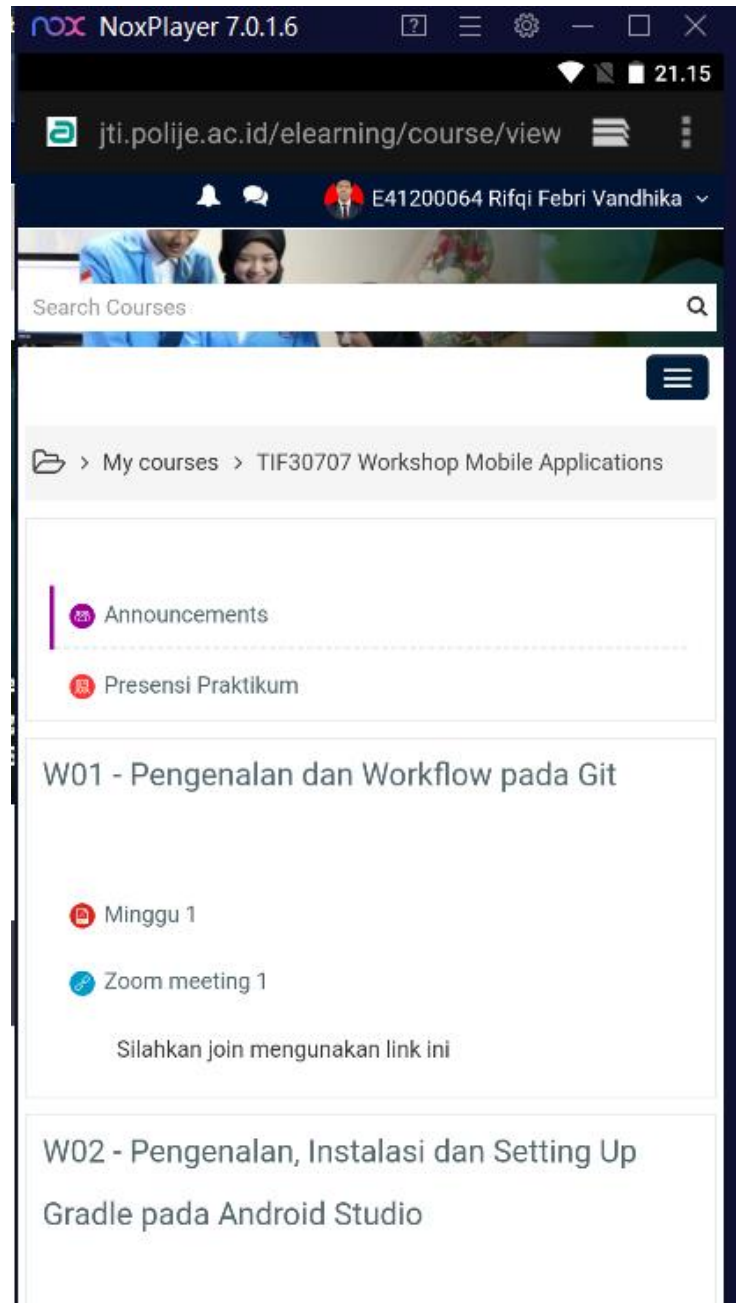 nox NoxPlayer 7.0.1.6
21.15
jti.polije.ac.id/elearning/course/view
E41200064 Rifqi Febri Vandhika
Search Courses
> My courses > TIF30707 Workshop Mobile Applications
Announcements
Presensi Praktikum
W01 - Pengenalan dan Workflow pada Git
Minggu 1
Zoom meeting 1
Silahkan join mengunakan link ini
W02 - Pengenalan, Instalasi dan Setting Up
Gradle pada Android Studio